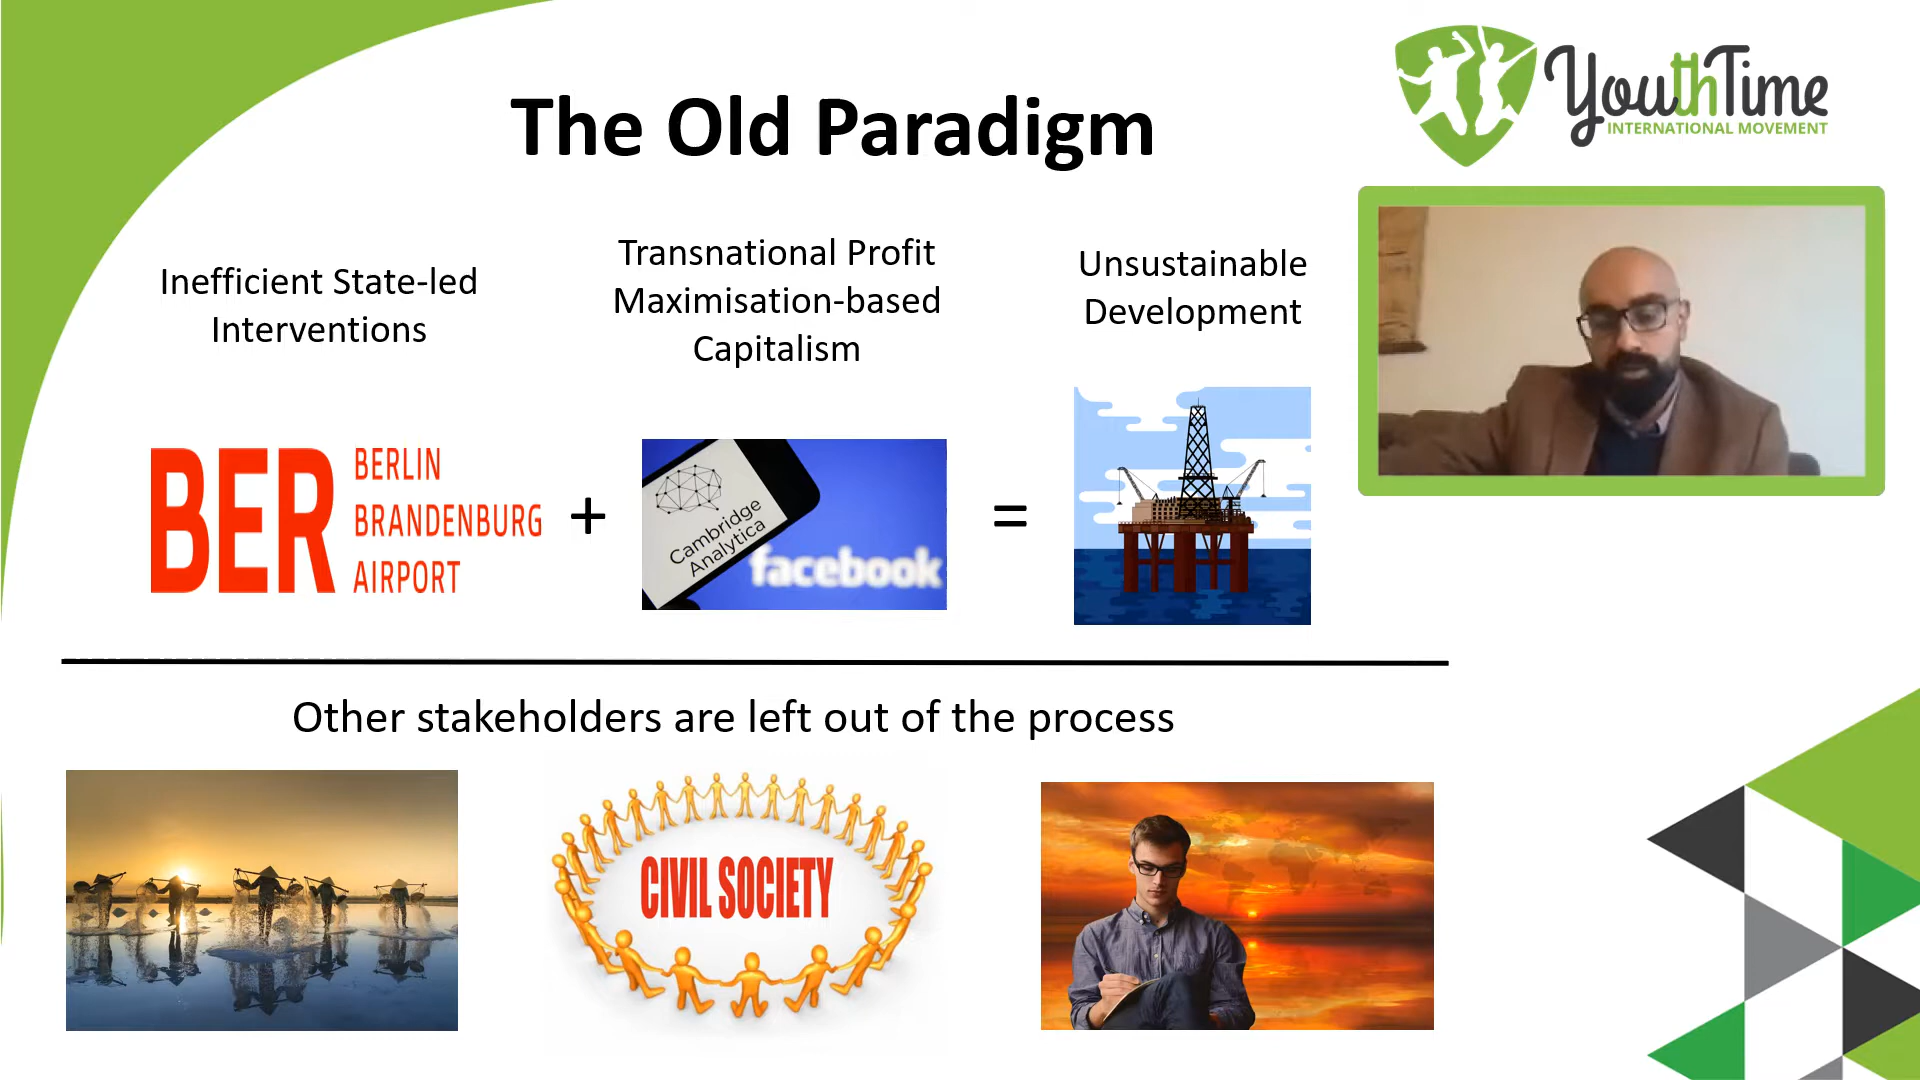 The Old Paradigm
YouthTime
INTERNATIONAL MOVEMENT
Inefficient State-led
Interventions
Transnational Profit
Maximisation-based
Capitalism
Unsustainable
Development
BER
BERLIN
BRANDENBURG
AIRPORT
+
Cambridge
Analytica
facebook
=
Other stakeholders are left out of the process
CIVIL SOCIETY